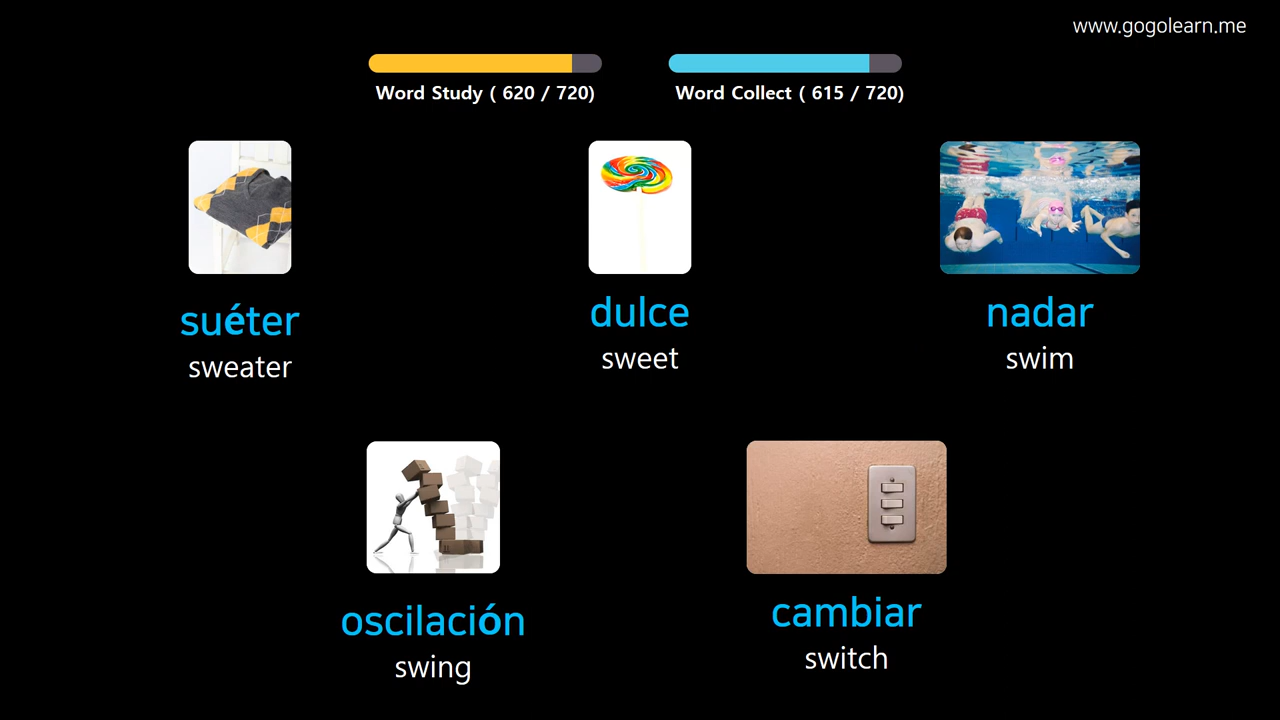 www.gogolearn.me
Word Study ( 620 / 720)
Word Collect ( 615 / 720)
suéter
sweater
dulce
sweet
nadar
swim
oscilación
swing
cambiar
switch